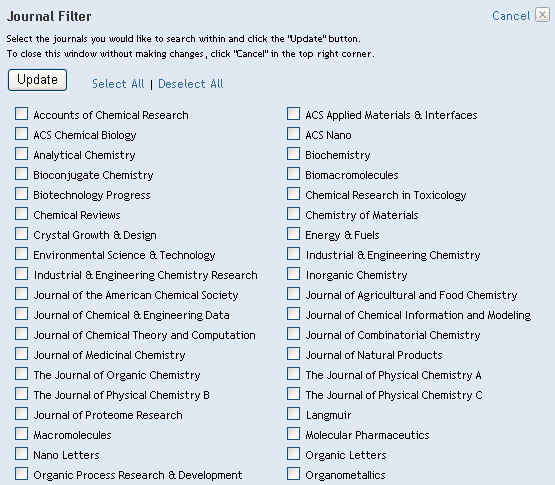 Journal Filter
Cancel
Select the journals you would like to search within and click the "Update" button.
To close this window without making changes, click "Cancel" in the top right corner.
Update Select All | Deselect All
Accounts of Chemical Research
ACS Applied Materials & Interfaces
ACS Chemical Biology
ACS Nano
Analytical Chemistry
Biochemistry
Bioconjugate Chemistry
Biomacromolecules
Biotechnology Progress
Chemical Research in Toxicology
Chemical Reviews
Chemistry of Materials
Crystal Growth & Design
Energy & Fuels
Environmental Science & Technology
Industrial & Engineering Chemistry
Industrial & Engineering Chemistry Research
Inorganic Chemistry
Journal of the American Chemical Society
Journal of Agricultural and Food Chemistry
Journal of Chemical & Engineering Data
Journal of Chemical Information and Modeling
Journal of Chemical Theory and Computation
Journal of Combinatorial Chemistry
Journal of Medicinal Chemistry
Journal of Natural Products
The Journal of Organic Chemistry
The Journal of Physical Chemistry A
The Journal of Physical Chemistry B
The Journal of Physical Chemistry C
Journal of Proteome Research
Langmuir
Macromolecules
Molecular Pharmaceutics
Nano Letters
Organic Letters
Organic Process Research & Development
Organometallics